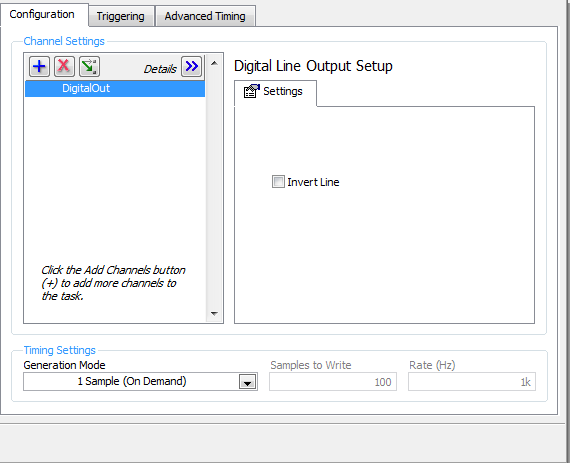 Configuration
Triggering
Advanced Timing
Channel Settings
Details
DigitalOut
Click the Add Channels button
(+) to add more channels to
the task.
Digital Line Output Setup
Settings
Invert Line
Timing Settings
Generation Mode
Samples to Write
Rate (Hz)
1 Sample (On Demand)
100
1k